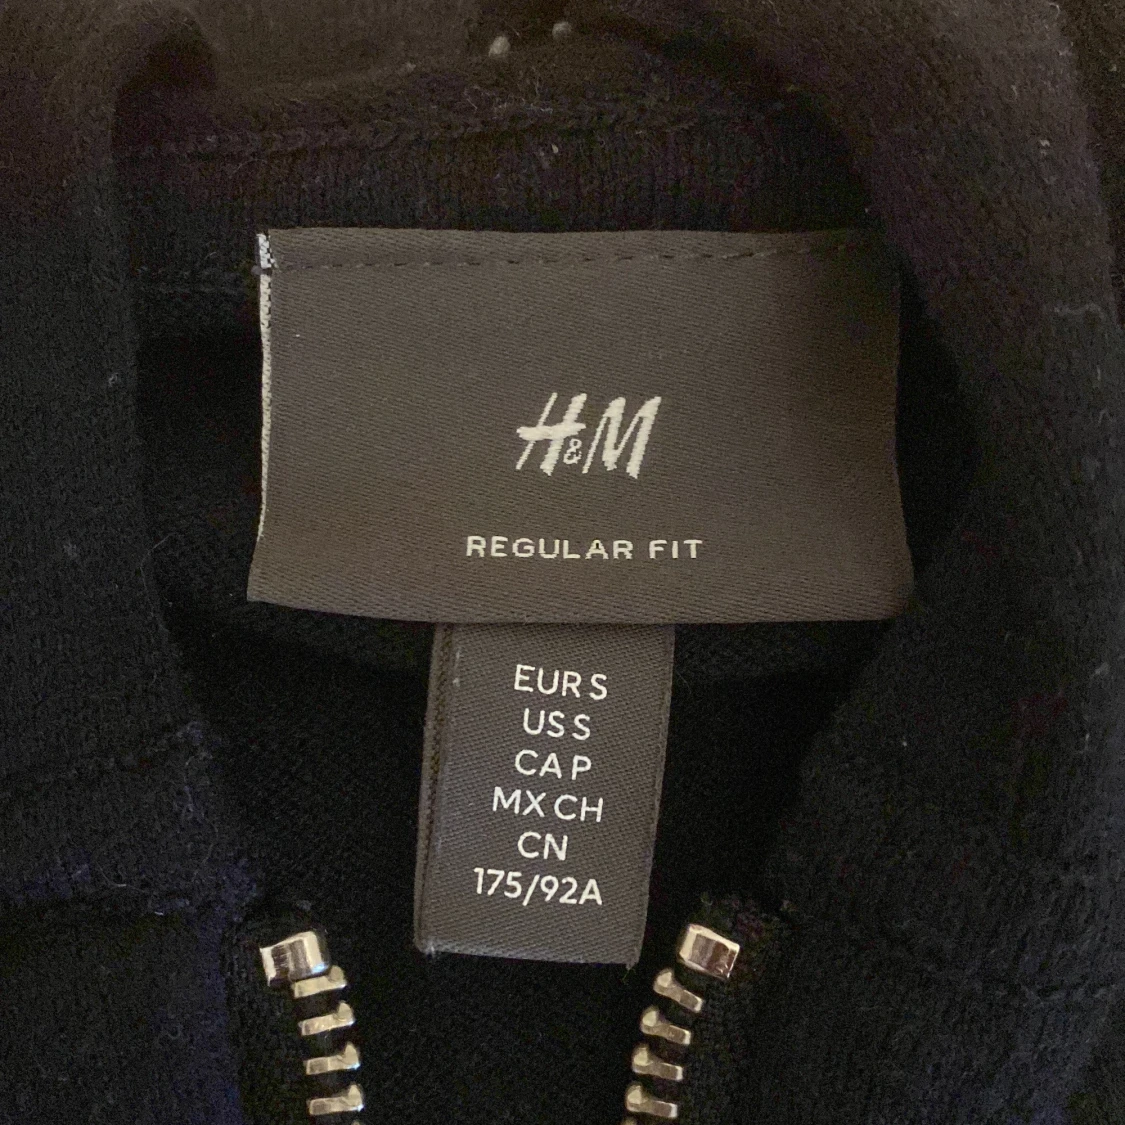 H&M
REGULAR FIT
EUR S
US S
CA P
MX CH
CN
175/92A